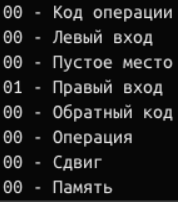 00 - Код операции
00 - Левый вход
00 - Пустое место
01 - Правый вход
00 - Обратный код
00 - Операция
00 - Сдвиг
00 - Память